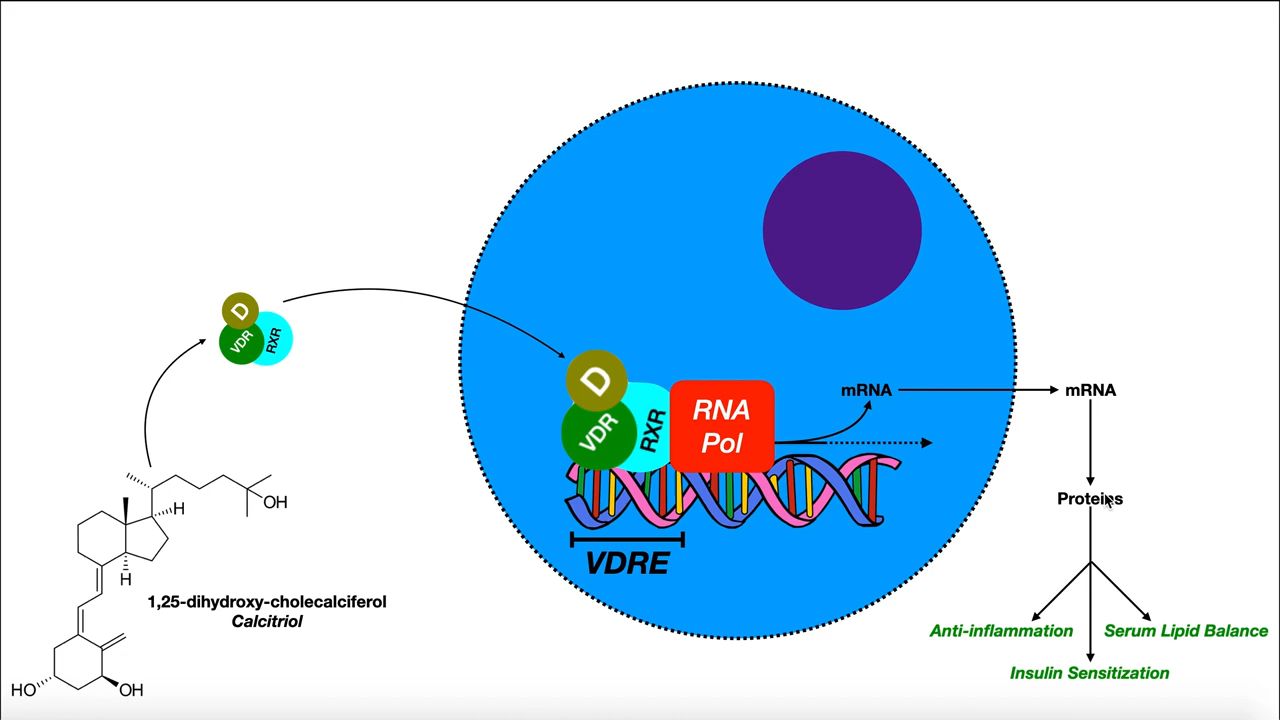 D
VDR
RXR
HO
OH
OH
H
H
1,25-dihydroxy-cholecalciferol
Calcitriol
D
VDR
RXR
RNA
Pol
VDRE
mRNA
mRNA
Proteins
Anti-inflammation
Serum Lipid Balance
Insulin Sensitization